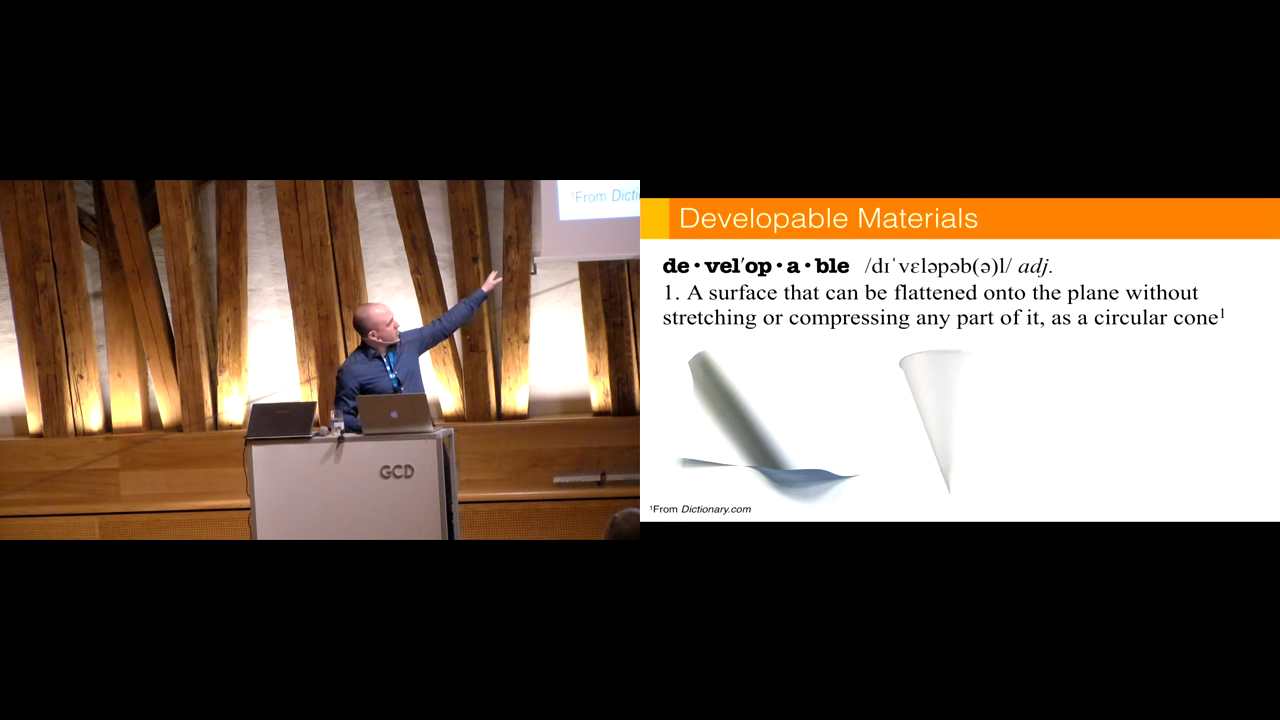 ¹From Dicti
GCD
Developable Materials
de•vel′op•a•ble /dɪˈvɛləpəb(ə)l/ adj.
1. A surface that can be flattened onto the plane without
stretching or compressing any part of it, as a circular cone¹
¹From Dictionary.com